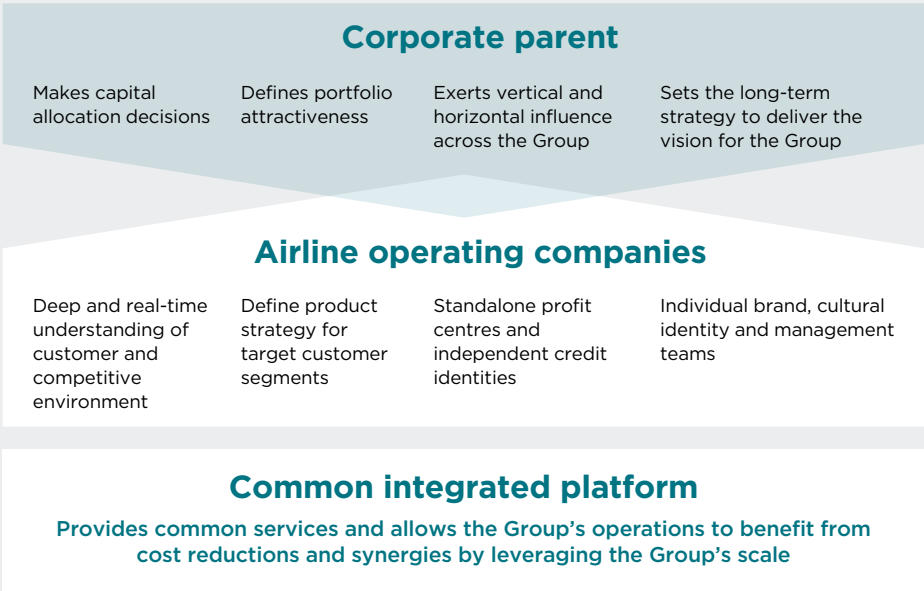 Corporate parent
Makes capital
allocation decisions
Defines portfolio
attractiveness
Exerts vertical and
horizontal influence
across the Group
Sets the long-term
strategy to deliver the
vision for the Group
Airline operating companies
Deep and real-time
understanding of
customer and
competitive
environment
Define product
strategy for
target customer
segments
Standalone profit
centres and
independent credit
identities
Individual brand, cultural
identity and management
teams
Common integrated platform
Provides common services and allows the Group’s operations to benefit from
cost reductions and synergies by leveraging the Group’s scale